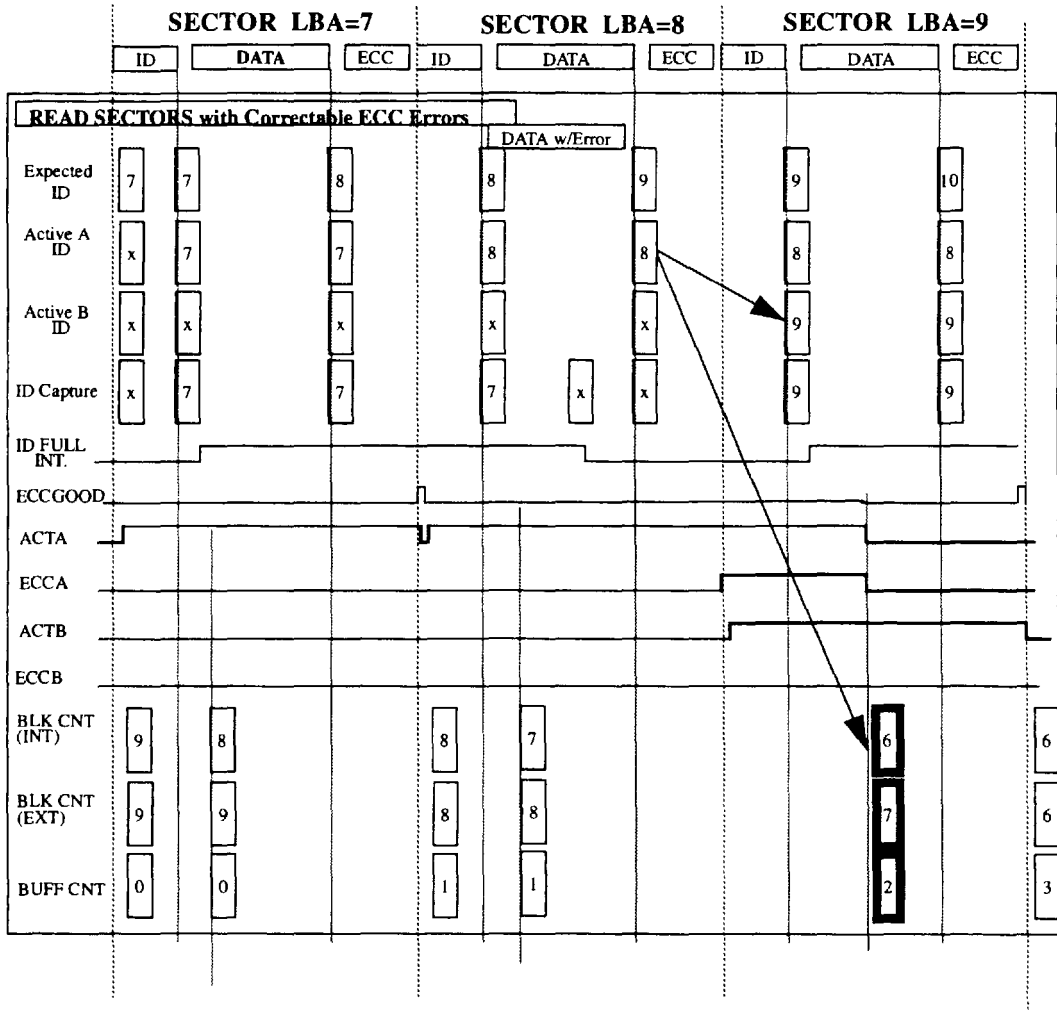 SECTOR LBA=7 SECTOR LBA=8 SECTOR LBA=9
ID DATA ECC ID DATA ECC ID DATA ECC
READ SECTORS with Correctable ECC Errors
DATA w/Error
Expected
ID
7 7 8 8 9 9 10
Active A
ID
x 7 7 8 8 8 8
Active B
ID
x x x x x 9 9
ID Capture x 7 7 7 x x 9 9
ID FULL
INT.
ECCGOOD
ACTA
ECCA
ACTB
ECCB
BLK CNT
(INT)
9 8 8 7 6 6
BLK CNT
(EXT)
9 9 8 8 7 6
BUFF CNT 0 0 1 1 2 3